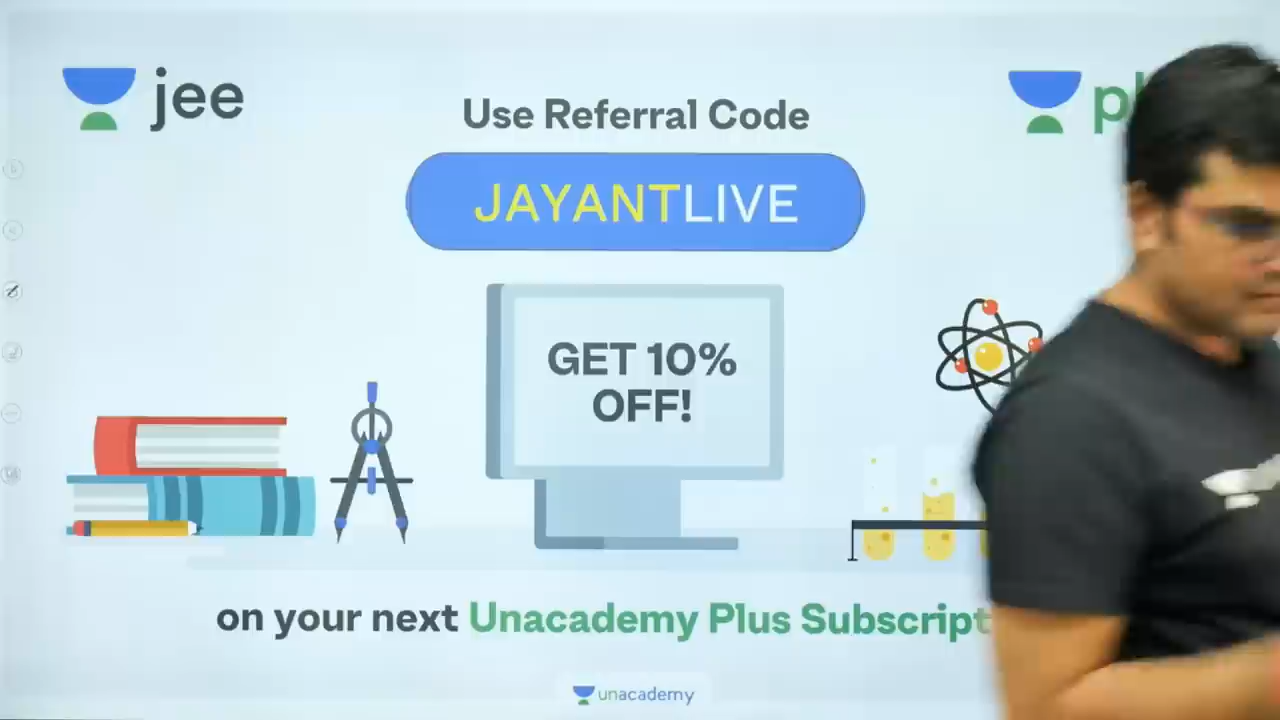 jee
Use Referral Code
JAYANTLIVE
GET 10%
OFF!
on your next Unacademy Plus
unacademy